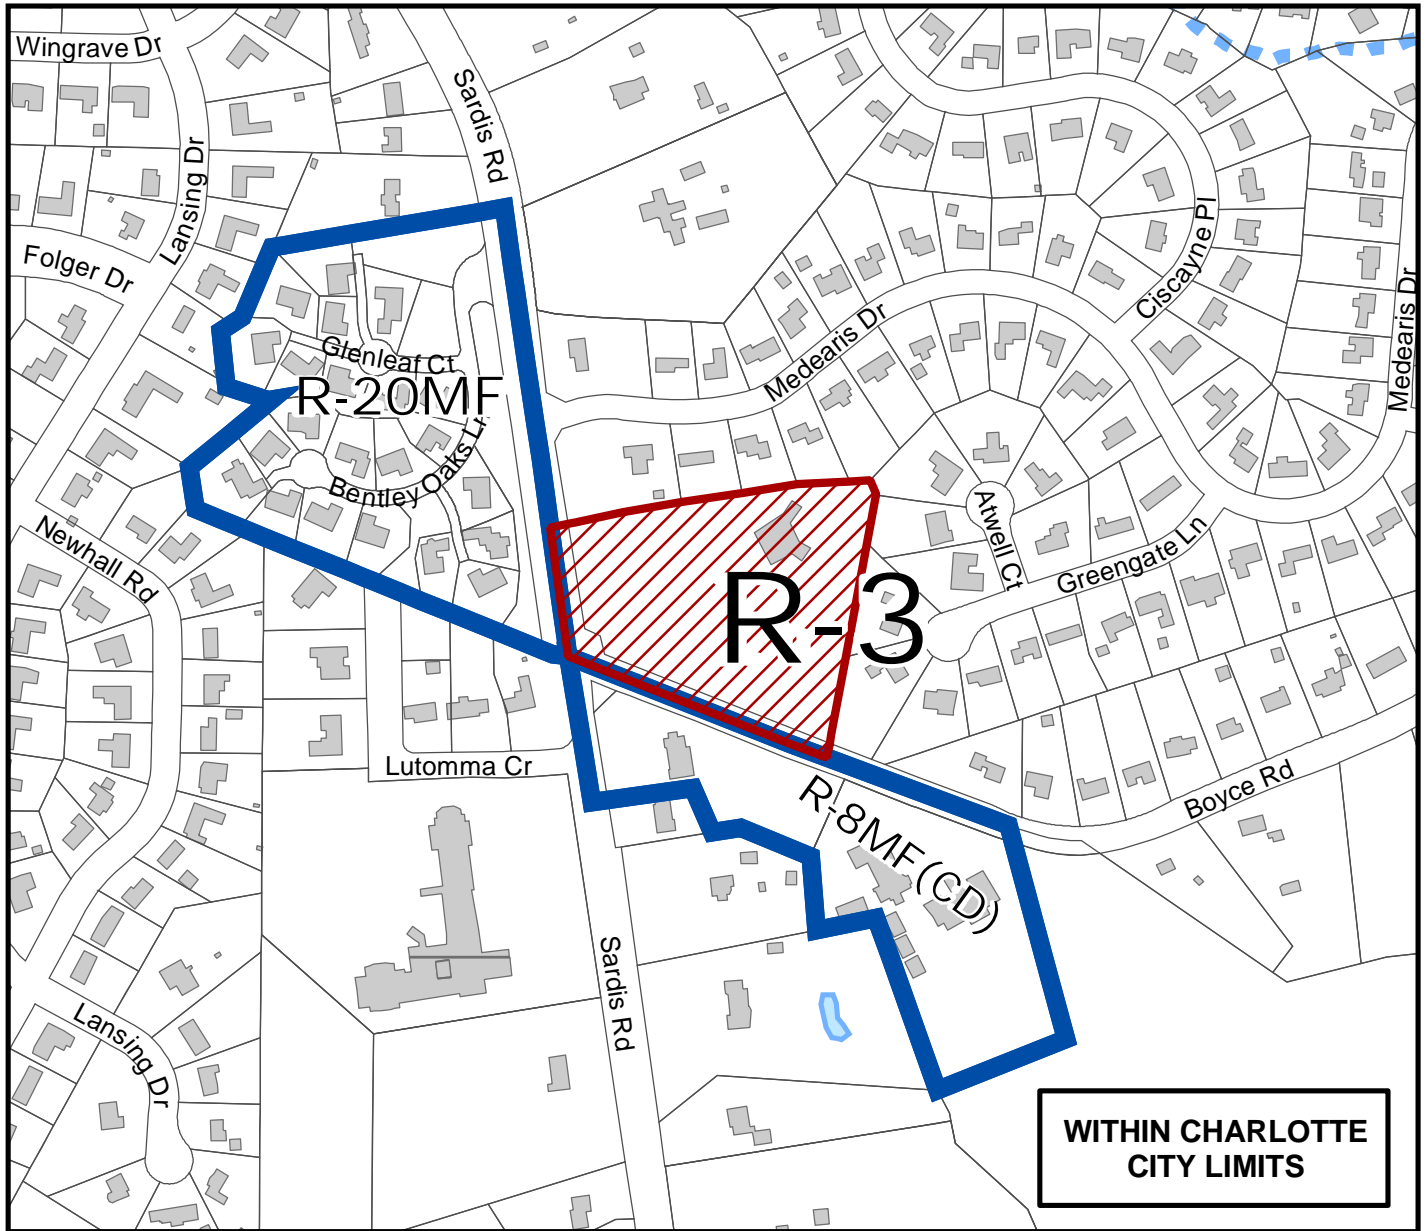 Wingrave Dr
Sardis Rd
Lansing Dr
Folger Dr
Ciscayne Pl
Medearis Dr
Medearis Dr
Glenleaf Ct
R-20MF
Bentley Oaks Ln
Atwell Ct
Newhall Rd
Greengate Ln
R-3
Lutomma Cr
Boyce Rd
R-8MF(CD)
Sardis Rd
Lansing Dr
WITHIN CHARLOTTE
CITY LIMITS